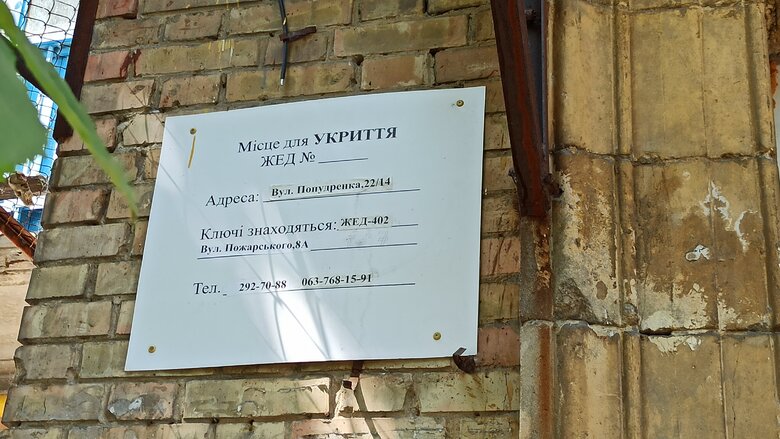 Місце для УКРИТТЯ
ЖЕД № ____
Адреса: Вул. Попудренка,22/14
Ключі знаходяться: ЖЕД-402
Вул. Пожарського,8А
Тел. 292-70-88 063-768-15-91